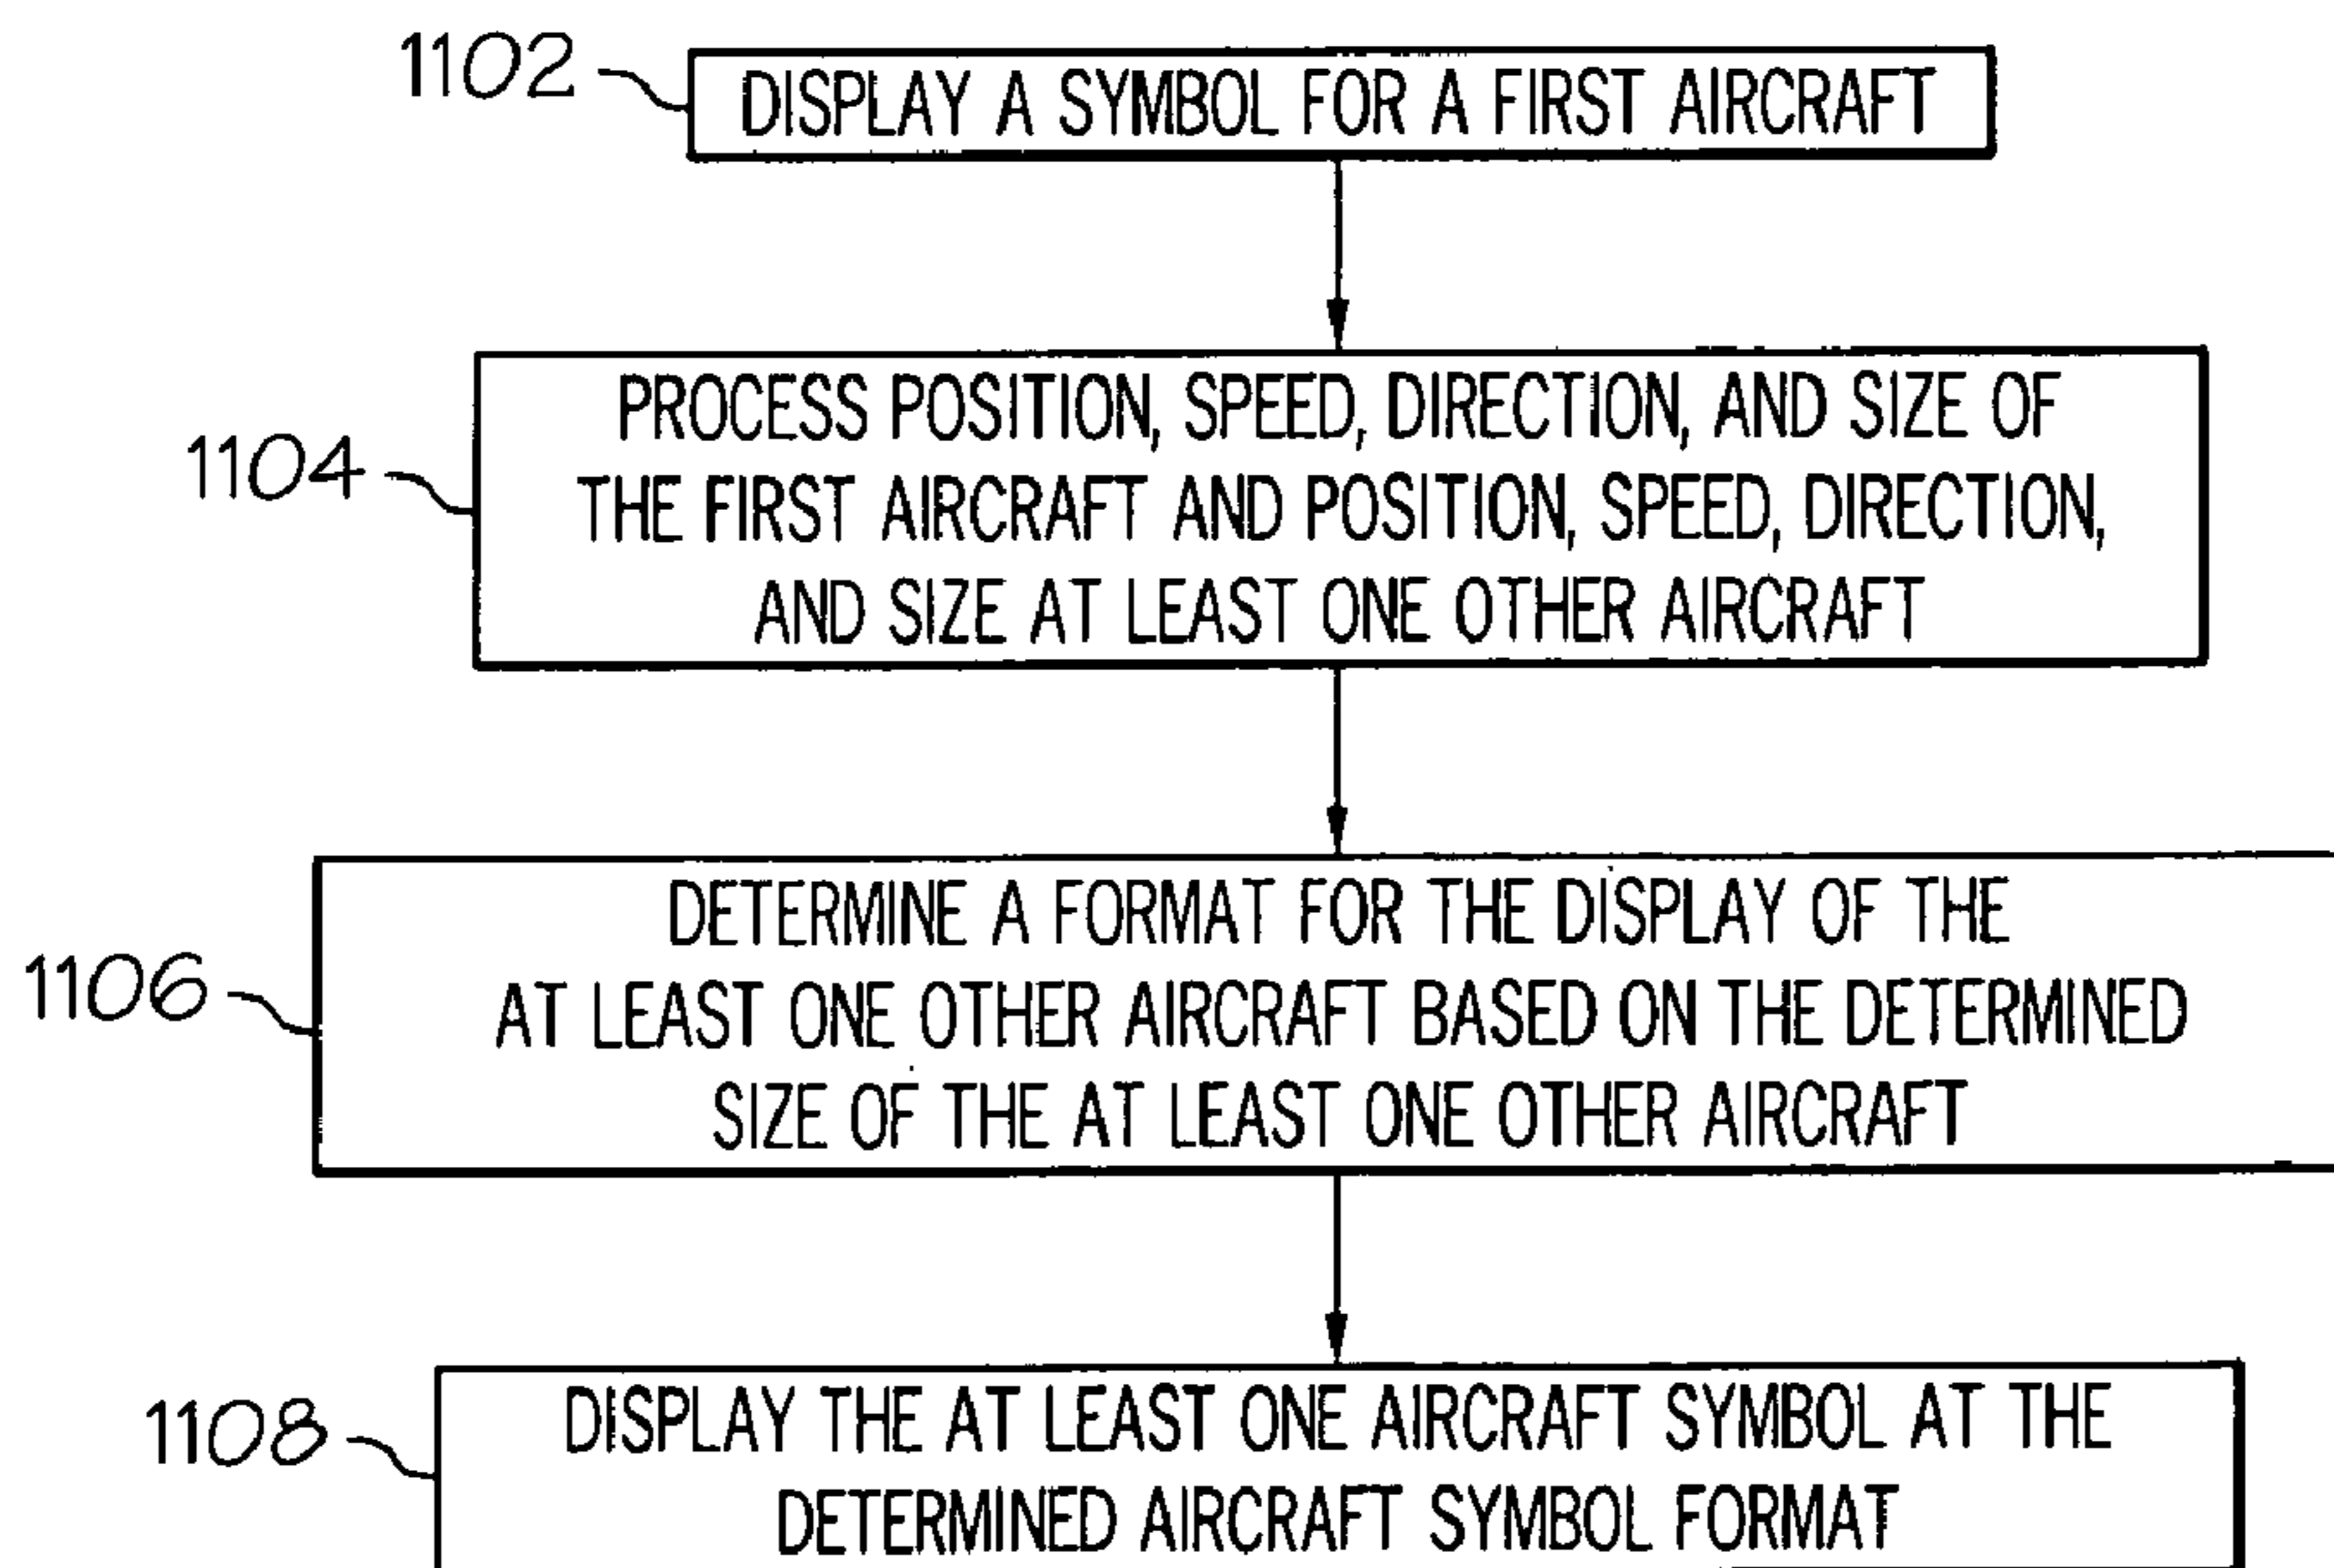 1102
DISPLAY A SYMBOL FOR A FIRST AIRCRAFT
PROCESS POSITION, SPEED, DIRECTION, AND SIZE OF
1104
THE FIRST AIRCRAFT AND POSITION, SPEED, DIRECTION,
AND SIZE AT LEAST ONE OTHER AIRCRAFT
DETERMINE A FORMAT FOR THE DISPLAY OF THE
1106
AT LEAST ONE OTHER AIRCRAFT BASED ON THE DETERMINED
SIZE OF THE AT LEAST ONE OTHER AIRCRAFT
1108
DISPLAY THE AT LEAST ONE AIRCRAFT SYMBOL AT THE
DETERMINED AIRCRAFT SYMBOL FORMAT